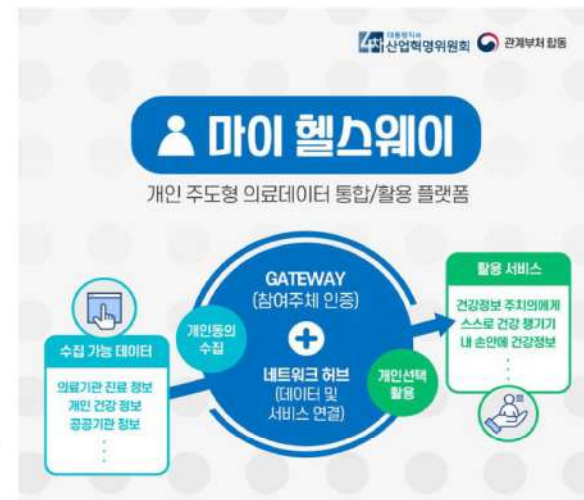 대통령직속
4차산업혁명위원회
관계부처 합동
마이 헬스웨이
개인 주도형 의료데이터 통합/활용 플랫폼
수집 가능 데이터
의료기관 진료 정보
개인 건강 정보
공공기관 정보
개인동의
수집
GATEWAY
(참여주체 인증)
네트워크 허브
(데이터 및
서비스 연결)
개인선택
활용
활용 서비스
건강정보 주치의에게
스스로 건강 챙기기
내 손안에 건강정보